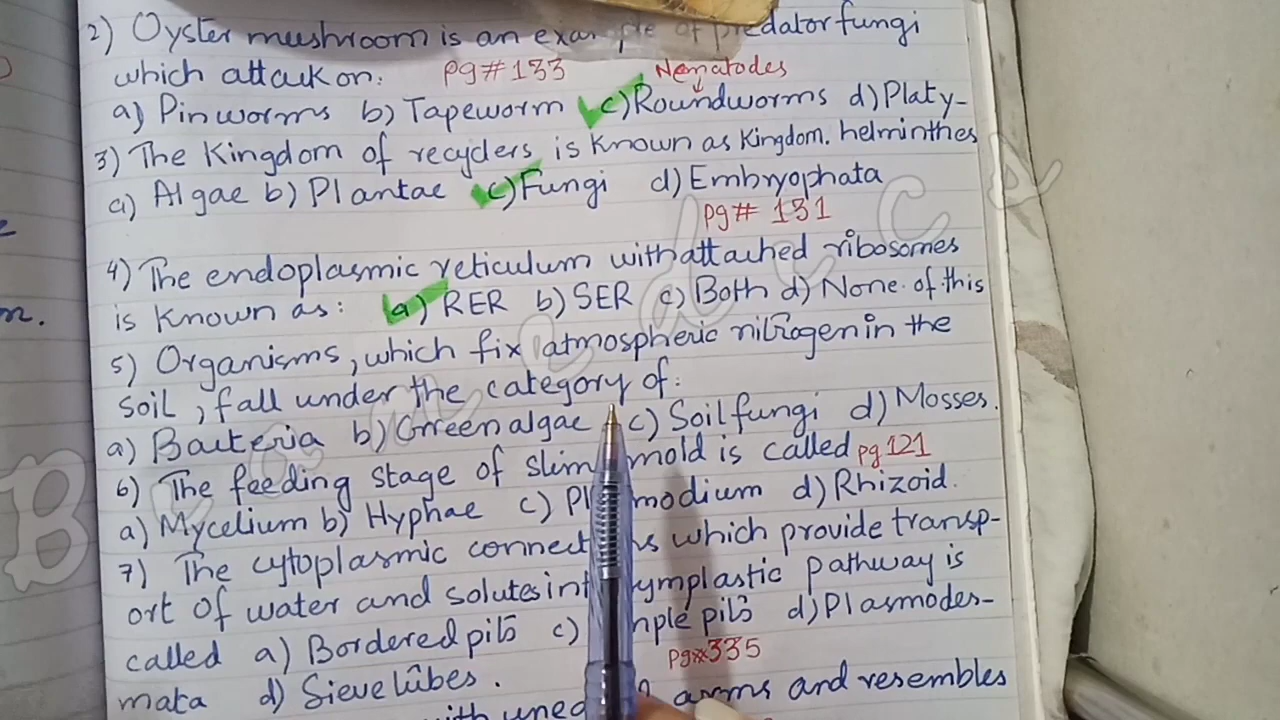 2) Oyster mushroom is an example of predator fungi
which attack on: pg# 133 Nematodes
a) Pinworms b) Tapeworm c) Roundworms d) Platy-
3) The Kingdom of recyclers is known as Kingdom. helminthes
a) Algae b) Plantae c) Fungi d) Embryophata
pg# 131
4) The endoplasmic reticulum with attached ribosomes
is known as: a) RER b) SER c) Both d) None of this
5) Organisms, which fix atmospheric nitrogen in the
soil, fall under the category of:
a) Bacteria b) Green algae c) Soil fungi d) Mosses.
6) The feeding stage of slime mold is called pg 121
a) Mycelium b) Hyphae c) Plasmodium d) Rhizoid.
7) The cytoplasmic connections which provide transp-
ort of water and solutes in symplastic pathway is
called a) Bordered pits c) Simple pits d) Plasmodes-
pg# 335
mata d) Sieve tubes.
arms and resembles
m.